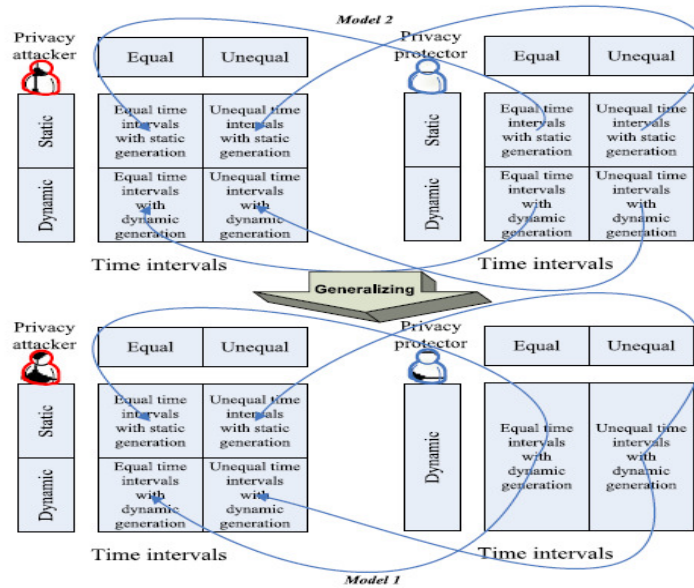 Model 2
Privacy
attacker
Equal
Unequal
Static
Equal time
intervals
with static
generation
Unequal time
intervals
with static
generation
Dynamic
Equal time
intervals
with
dynamic
generation
Unequal time
intervals
with
dynamic
generation
Time intervals
Privacy
protector
Equal
Unequal
Static
Equal time
intervals
with static
generation
Unequal time
intervals
with static
generation
Dynamic
Equal time
intervals
with
dynamic
generation
Unequal time
intervals
with
dynamic
generation
Time intervals
Generalizing
Privacy
attacker
Equal
Unequal
Static
Equal time
intervals
with static
generation
Unequal time
intervals
with static
generation
Dynamic
Equal time
intervals
with
dynamic
generation
Unequal time
intervals
with
dynamic
generation
Time intervals
Privacy
protector
Equal
Unequal
Dynamic
Equal time
intervals
with
dynamic
generation
Unequal time
intervals
with
dynamic
generation
Time intervals
Model 1